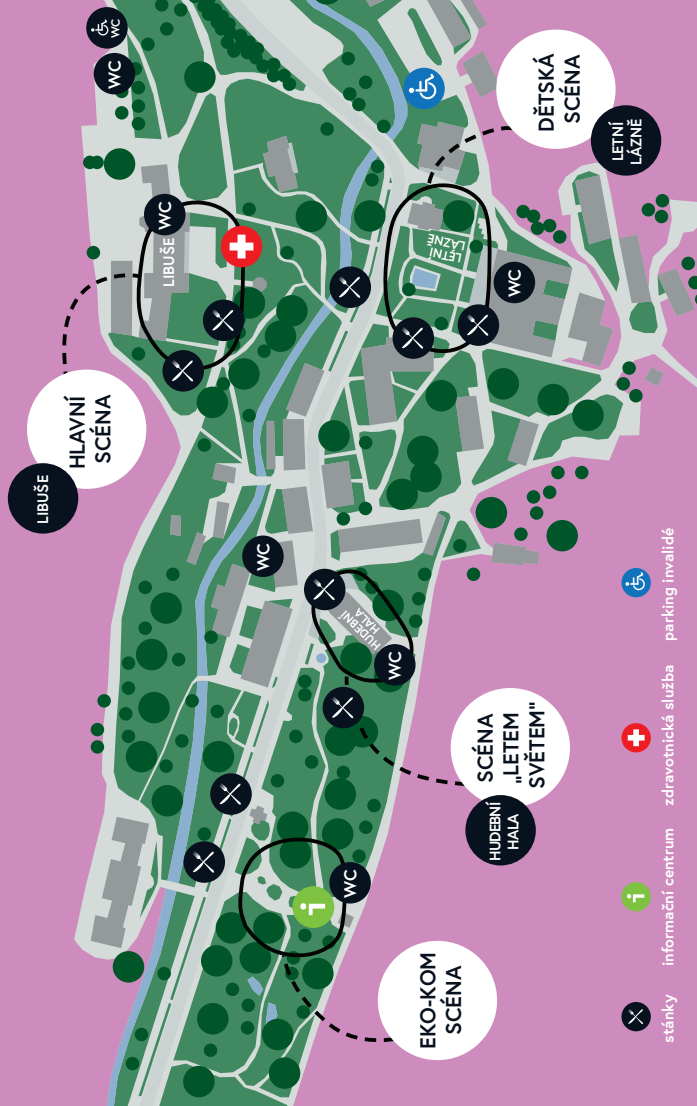 LIBUŠE
HLAVNÍ
SCÉNA
WC
WC
LIBUŠE
WC
WC
HUDEBNÍ
HALA
LETNÍ
LÁZNĚ
WC
WC
WC
EKO-KOM
SCÉNA
HUDEBNÍ
HALA
SCÉNA
„LETEM
SVĚTEM"
DĚTSKÁ
SCÉNA
LETNÍ
LÁZNĚ
stánky
informační centrum
zdravotnická služba
parking invalidé